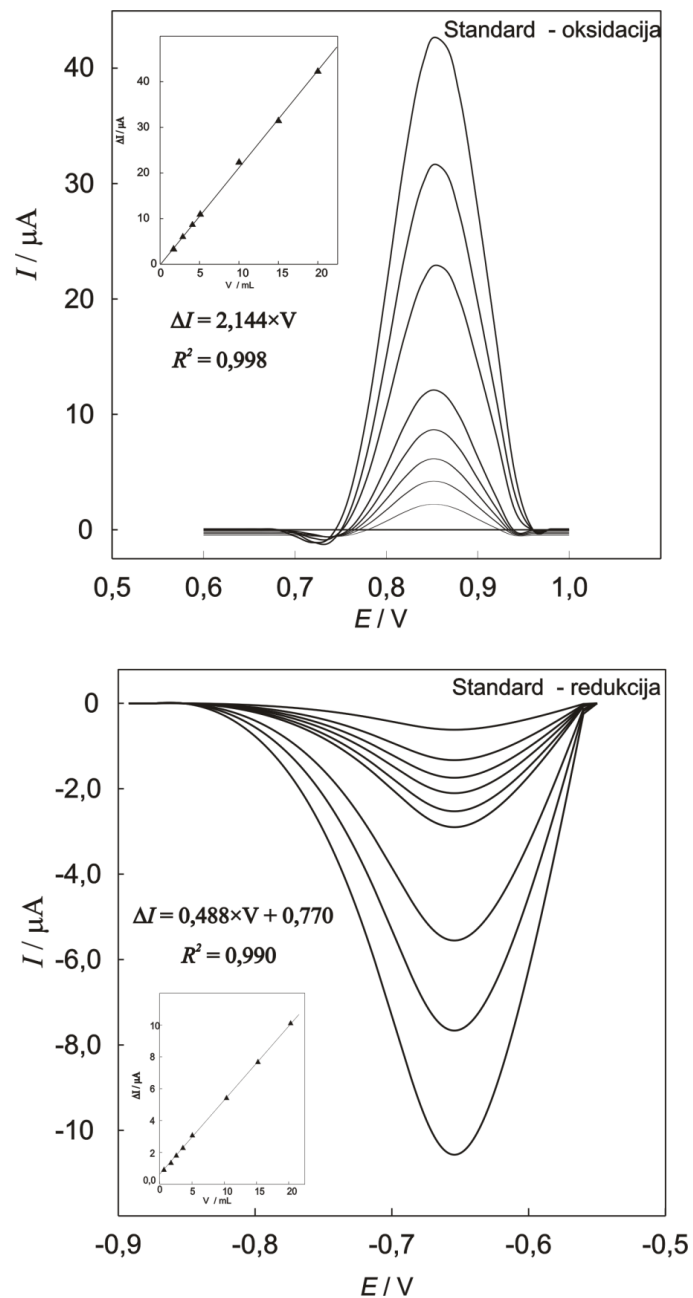 Standard - oksidacija
40
30
20
10
0
I / µA
0,5 0,6 0,7 0,8 0,9 1,0
E / V
40
30
20
10
0
ΔI / µA
0 5 10 15 20
V / mL
ΔI = 2,144×V
R² = 0,998
Standard - redukcija
0
-2,0
-4,0
-6,0
-8,0
-10
I / µA
ΔI = 0,488×V + 0,770
R² = 0,990
10
8
6
4
2
0,0
ΔI / µA
0 5 10 15 20
V / mL
-0,9 -0,8 -0,7 -0,6 -0,5
E / V